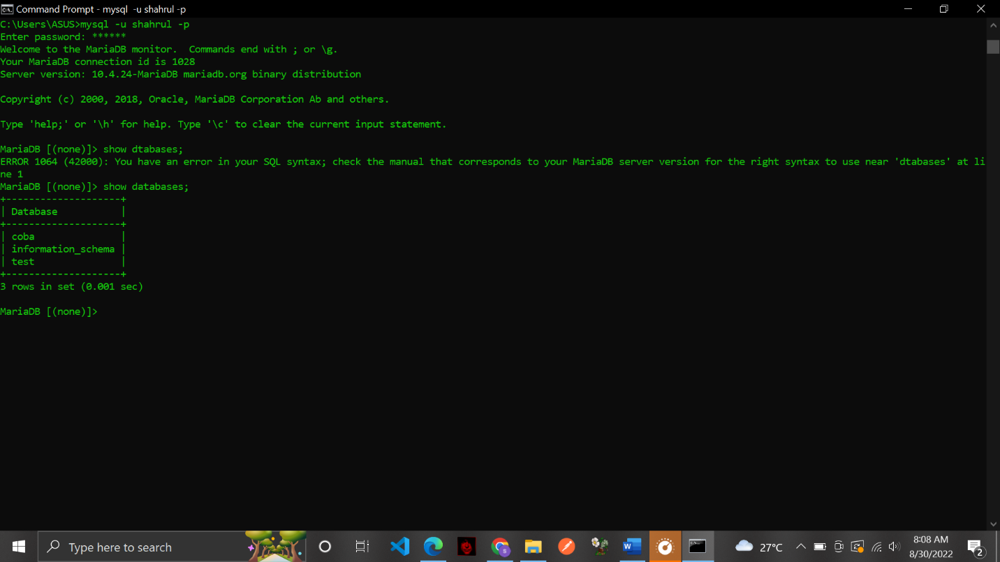 Command Prompt - mysql  -u shahrul -p
C:\Users\ASUS>mysql -u shahrul -p
Enter password: ******
Welcome to the MariaDB monitor.  Commands end with ; or \g.
Your MariaDB connection id is 1028
Server version: 10.4.24-MariaDB mariadb.org binary distribution
Copyright (c) 2000, 2018, Oracle, MariaDB Corporation Ab and others.
Type 'help;' or '\h' for help. Type '\c' to clear the current input statement.
MariaDB [(none)]> show dtabases;
ERROR 1064 (42000): You have an error in your SQL syntax; check the manual that corresponds to your MariaDB server version for the right syntax to use near 'dtabases' at li
ne 1
MariaDB [(none)]> show databases;
+--------------------+
| Database           |
+--------------------+
| coba               |
| information_schema |
| test               |
+--------------------+
3 rows in set (0.001 sec)
MariaDB [(none)]>
Type here to search
27°C
8:08 AM
8/30/2022
2